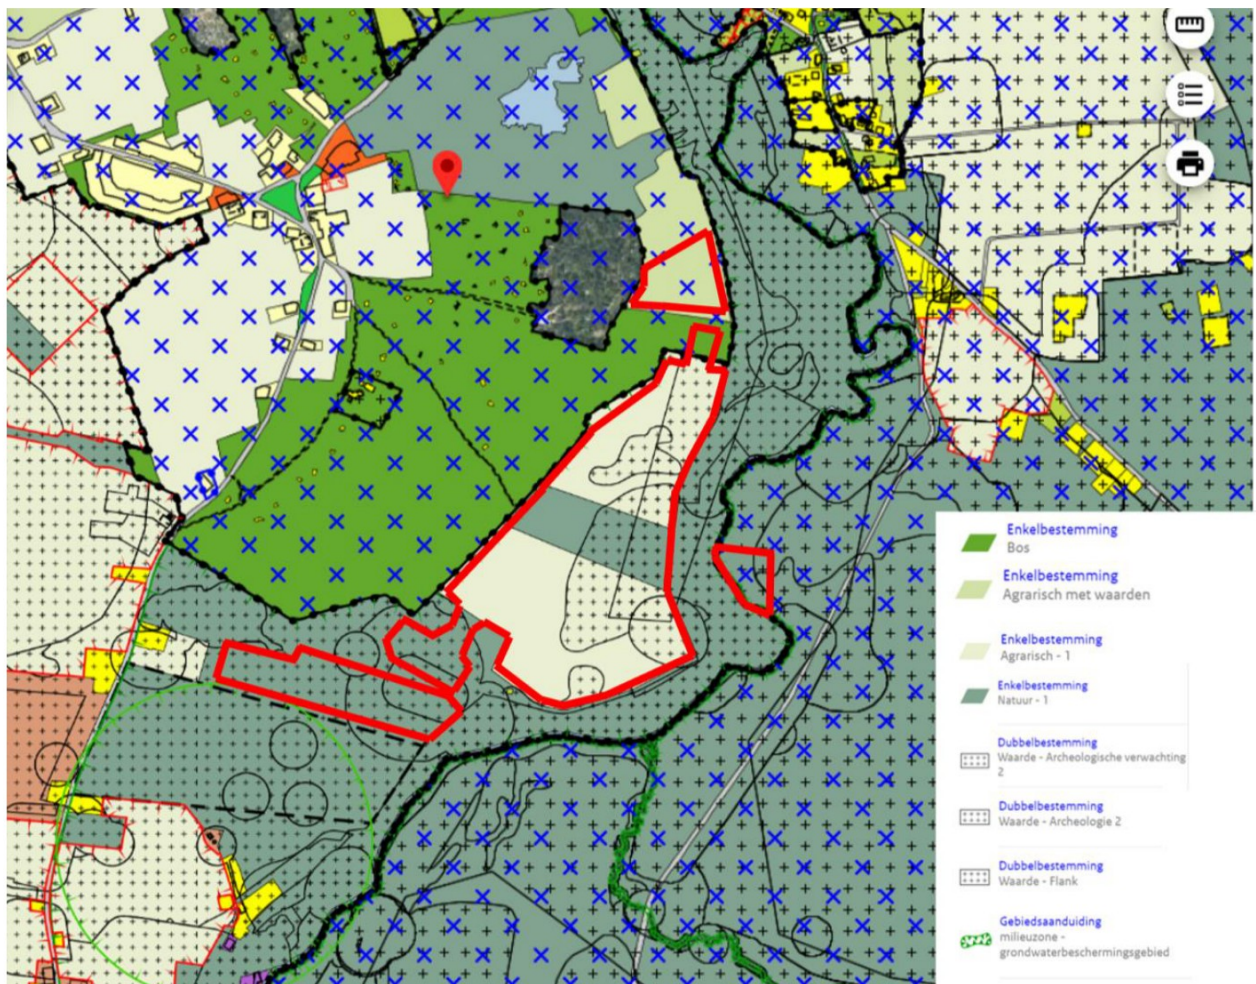 Enkelbestemming
Bos
Enkelbestemming
Agrarisch met waarden
Enkelbestemming
Agrarisch - 1
Enkelbestemming
Natuur - 1
Dubbelbestemming
Waarde - Archeologische verwachting
2
Dubbelbestemming
Waarde - Archeologie 2
Dubbelbestemming
Waarde - Flank
Gebiedsaanduiding
milieuzone -
grondwaterbeschermingsgebied